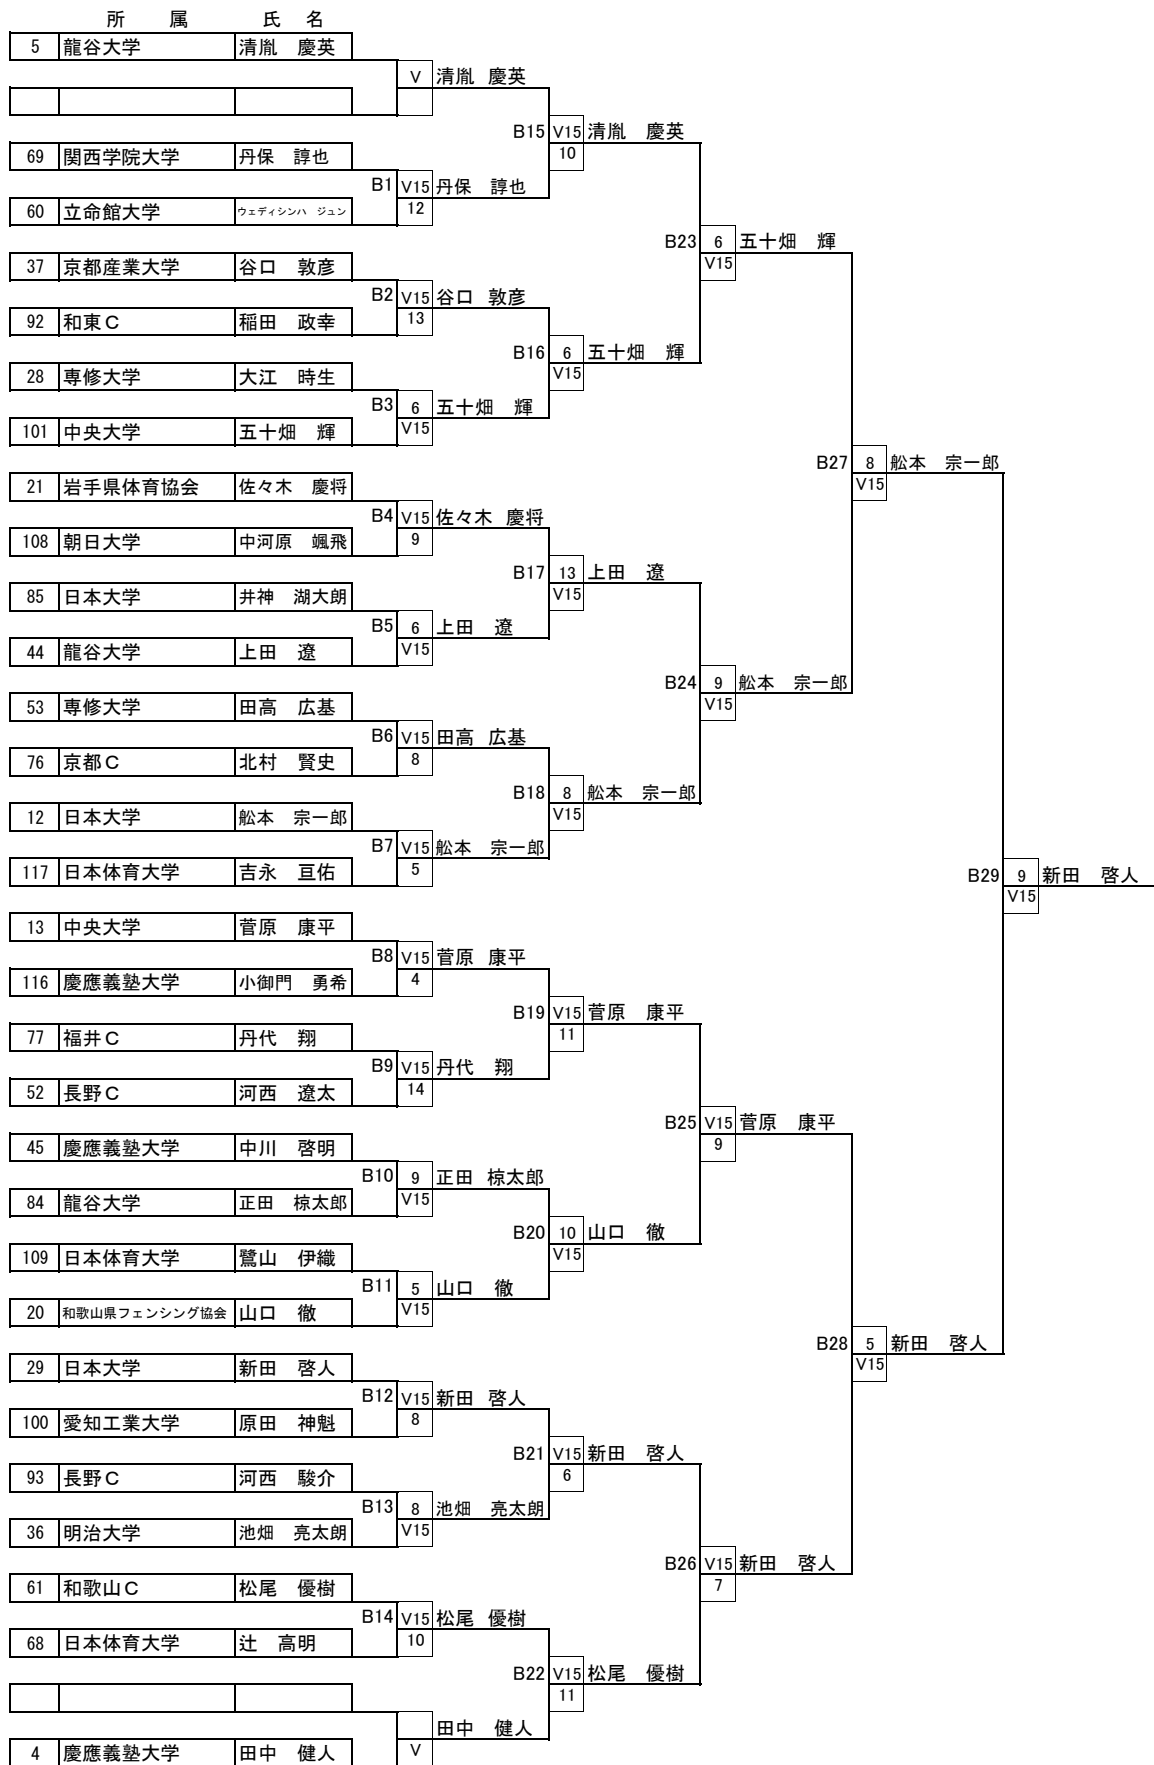 所　属　氏　名
5 龍谷大学 清胤　慶英
V 清胤 慶英
B15 V15 清胤　慶英
69 関西学院大学 丹保　諄也
10
B1 V15 丹保　諄也
60 立命館大学 ウェディシンハ　ジュン
12
B23 6 五十畑　輝
37 京都産業大学 谷口　敦彦
V15
B2 V15 谷口 敦彦
92 和東C 稲田　政幸
13
B16 6 五十畑　輝
28 専修大学 大江　時生
V15
B3 6 五十畑　輝
101 中央大学 五十畑　輝
V15
B27 8 舩本　宗一郎
21 岩手県体育協会 佐々木　慶将
V15
B4 V15 佐々木 慶将
108 朝日大学 中河原　颯飛
9
B17 13 上田　遼
85 日本大学 井神　湖大朗
V15
B5 6 上田　遼
44 龍谷大学 上田　遼
V15
B24 9 舩本　宗一郎
53 専修大学 田高　広基
V15
B6 V15 田高 広基
76 京都C 北村　賢史
8
B18 8 舩本　宗一郎
12 日本大学 舩本　宗一郎
V15
B7 V15 舩本　宗一郎
117 日本体育大学 吉永　亘佑
5
B29 9 新田　啓人
V15
13 中央大学 菅原　康平
B8 V15 菅原 康平
116 慶應義塾大学 小御門　勇希
4
B19 V15 菅原　康平
77 福井C 丹代　翔
11
B9 V15 丹代　翔
52 長野C 河西　遼太
14
B25 V15 菅原　康平
45 慶應義塾大学 中川　啓明
9
B10 9 正田 椋太郎
84 龍谷大学 正田　椋太郎
V15
B20 10 山口　徹
109 日本体育大学 鷺山　伊織
V15
B11 5 山口　徹
20 和歌山県フェンシング協会 山口　徹
V15
B28 5 新田　啓人
29 日本大学 新田　啓人
V15
B12 V15 新田 啓人
100 愛知工業大学 原田　神魁
8
B21 V15 新田　啓人
93 長野C 河西　駿介
6
B13 8 池畑　亮太朗
36 明治大学 池畑　亮太朗
V15
B26 V15 新田　啓人
61 和歌山C 松尾　優樹
7
B14 V15 松尾 優樹
68 日本体育大学 辻　高明
10
B22 V15 松尾　優樹
11
田中　健人
4 慶應義塾大学 田中　健人
V